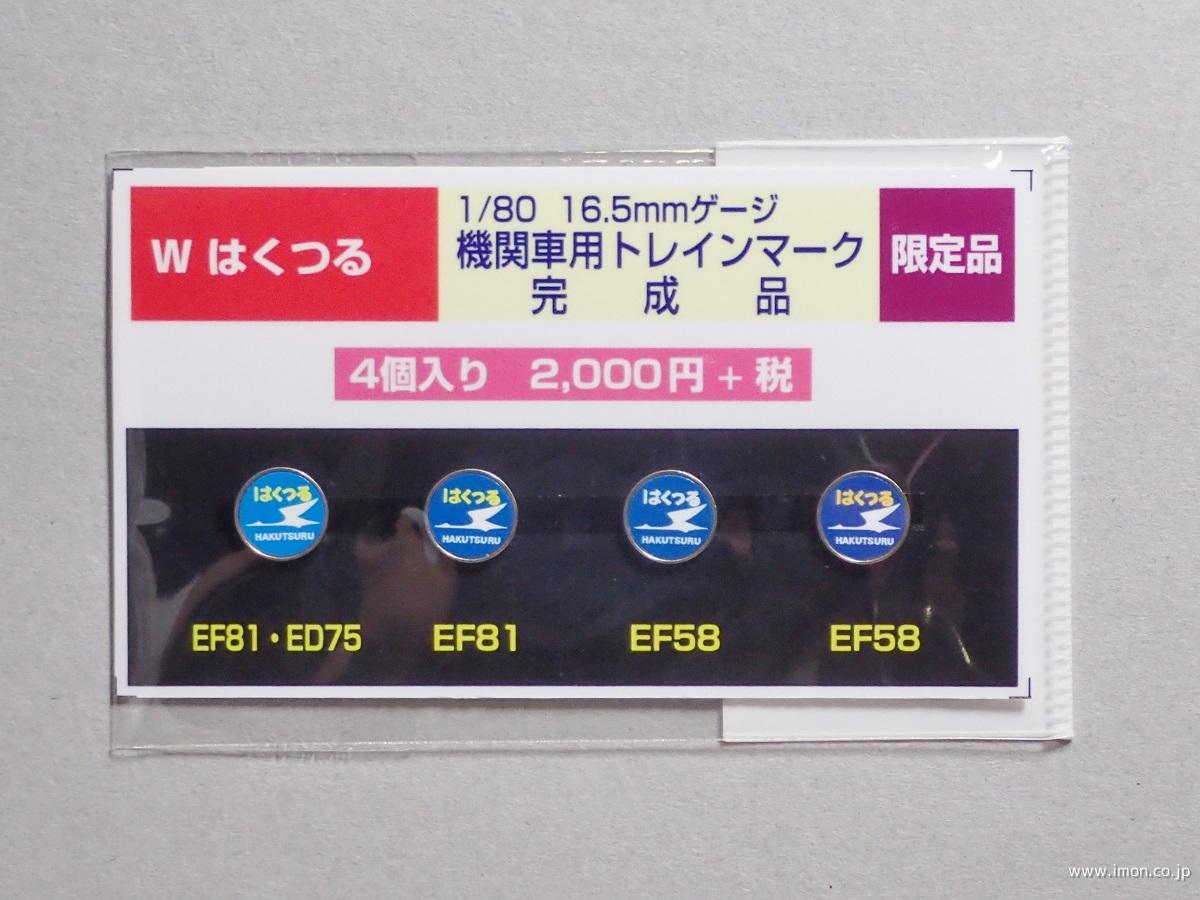 W はくつる
1/80 16.5mmゲージ
機関車用トレインマーク
完 成 品
限定品
4個入り 2,000円 + 税
はくつる
HAKUTSURU
はくつる
HAKUTSURU
はくつる
HAKUTSURU
はくつる
HAKUTSURU
EF81・ED75
EF81
EF58
EF58
www.imon.co.jp